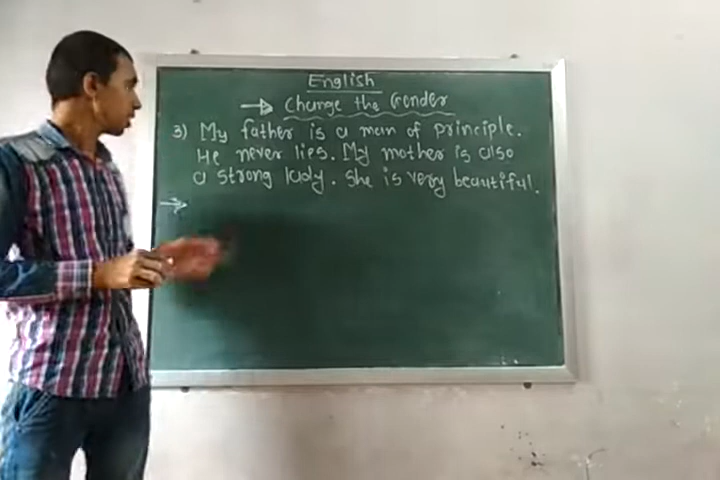 English
→ Change the Gender
3) My father is a man of principle.
He never lies. My mother is also
a strong lady. She is very beautiful.
→